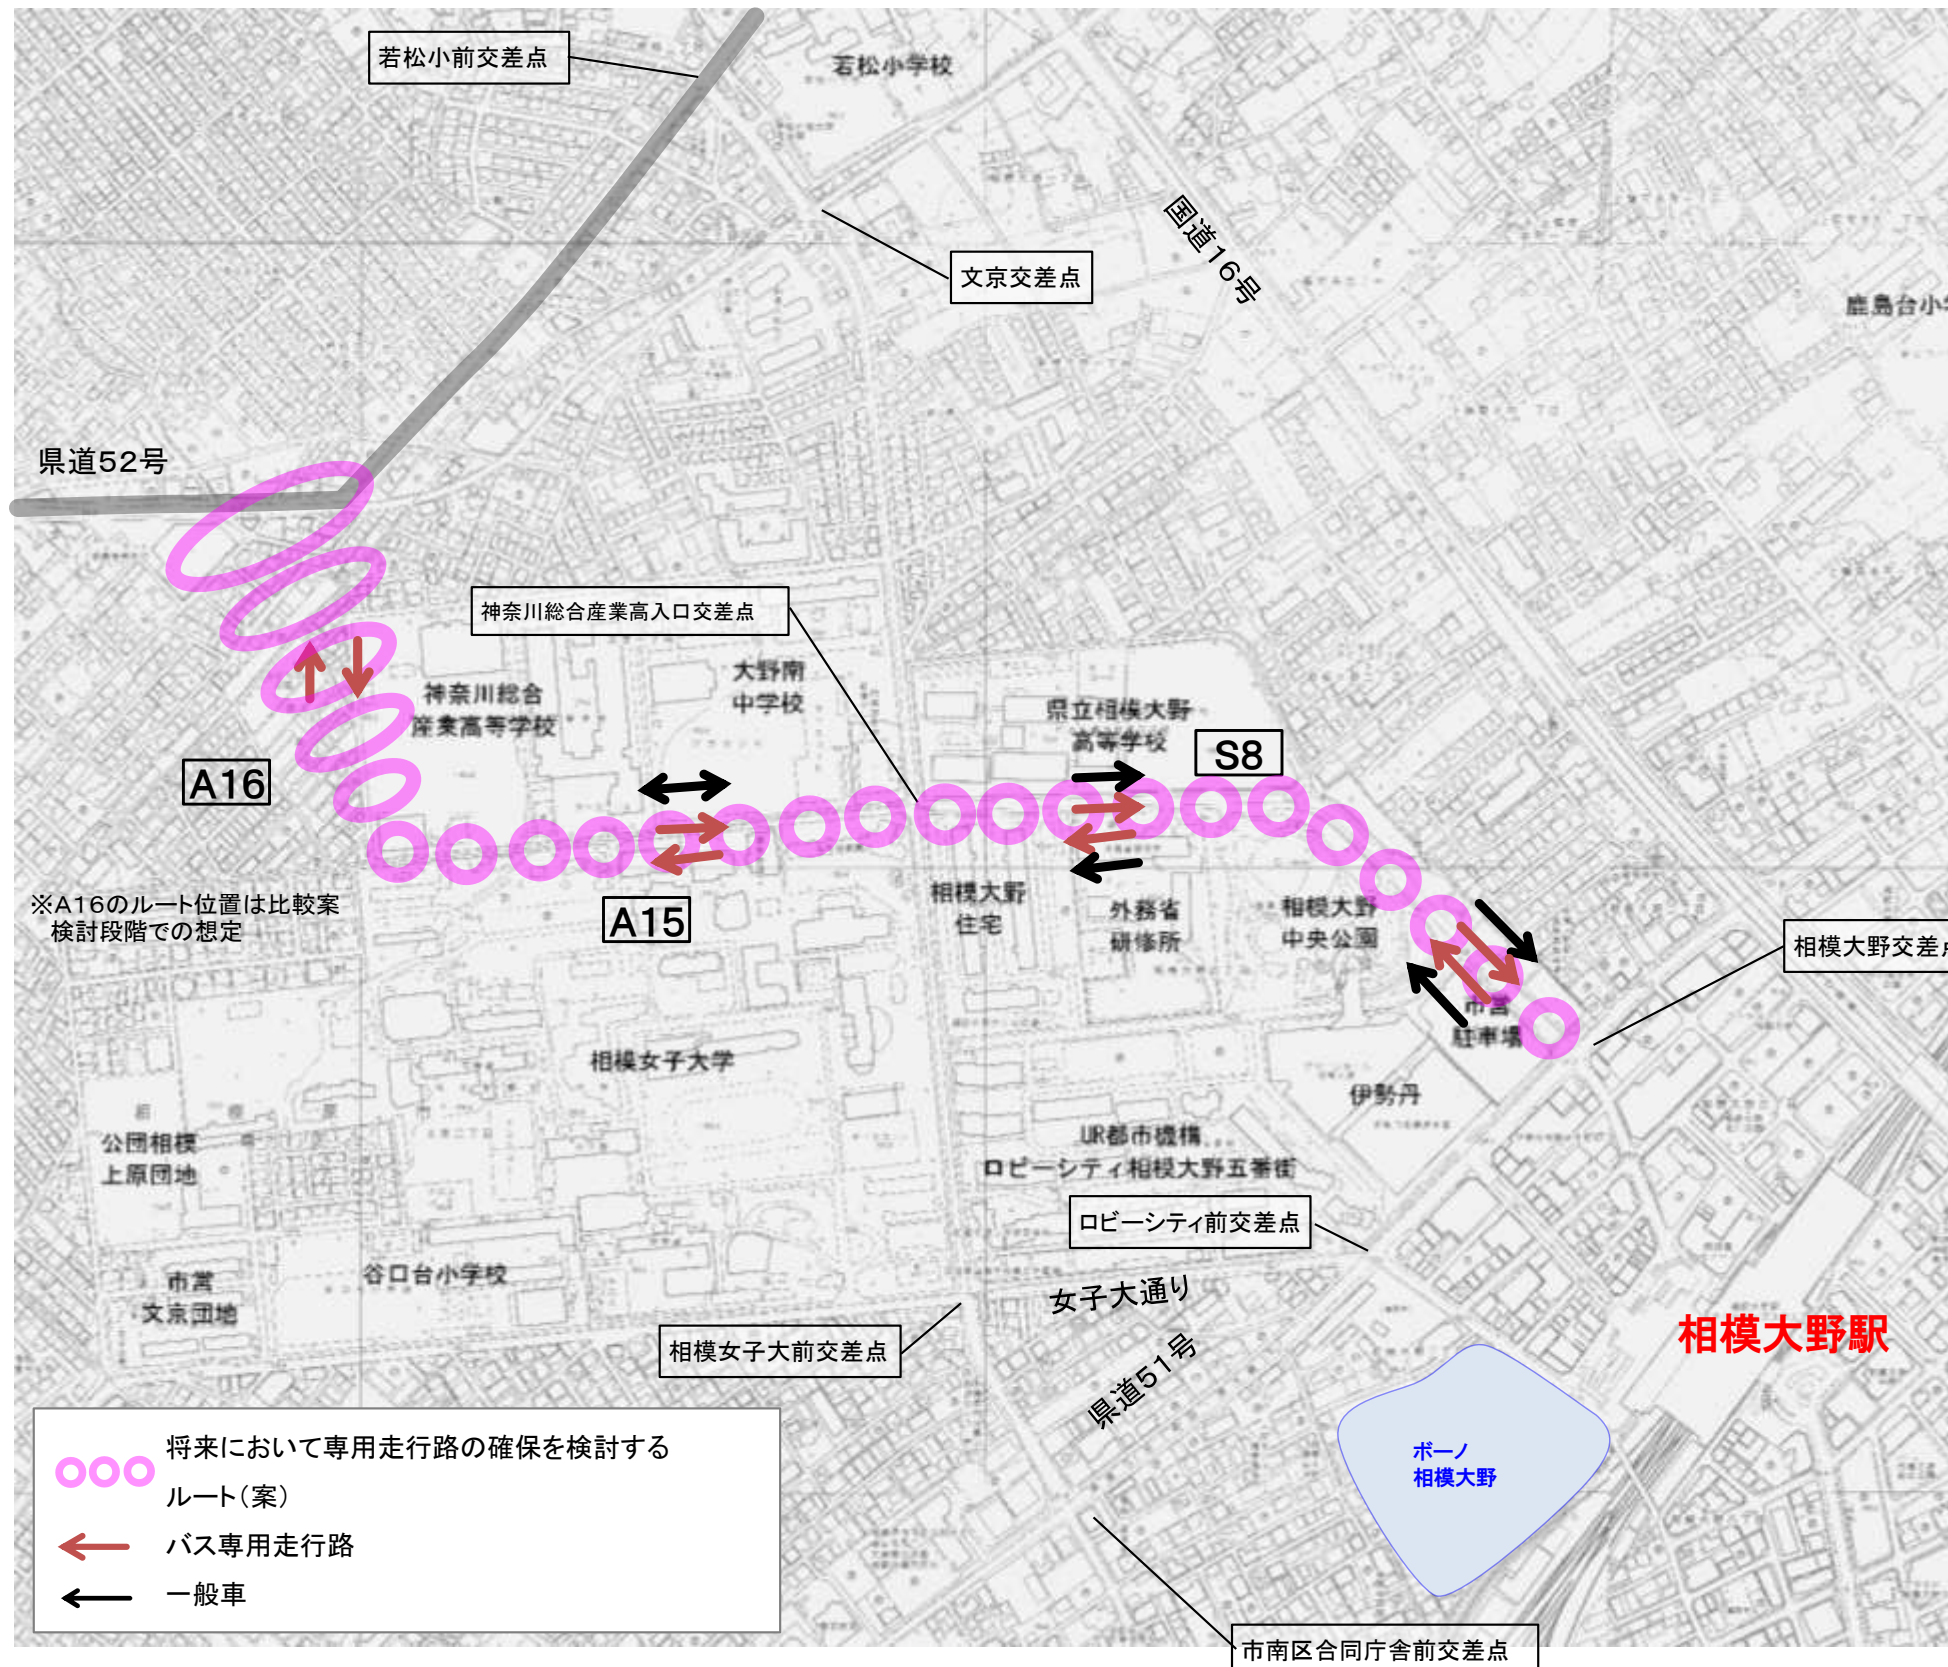 若松小前交差点
若松小学校
国道16号
文京交差点
鹿島台小
県道52号
神奈川総合産業高入口交差点
大野南
中学校
神奈川総合
産業高等学校
県立相模大野
高等学校
S8
A16
※A16のルート位置は比較案
検討段階での想定
A15
相模大野
住宅
外務省
研修所
相模大野
中央公園
相模大野交差点
市営
駐車場
相模女子大学
伊勢丹
公団相模
上原団地
UR都市機構
ロビーシティ相模大野五番街
ロビーシティ前交差点
谷口台小学校
市営
文京団地
女子大通り
相模大野駅
相模女子大前交差点
県道51号
ボーノ
相模大野
将来において専用走行路の確保を検討する
ルート(案)
バス専用走行路
一般車
市南区合同庁舎前交差点